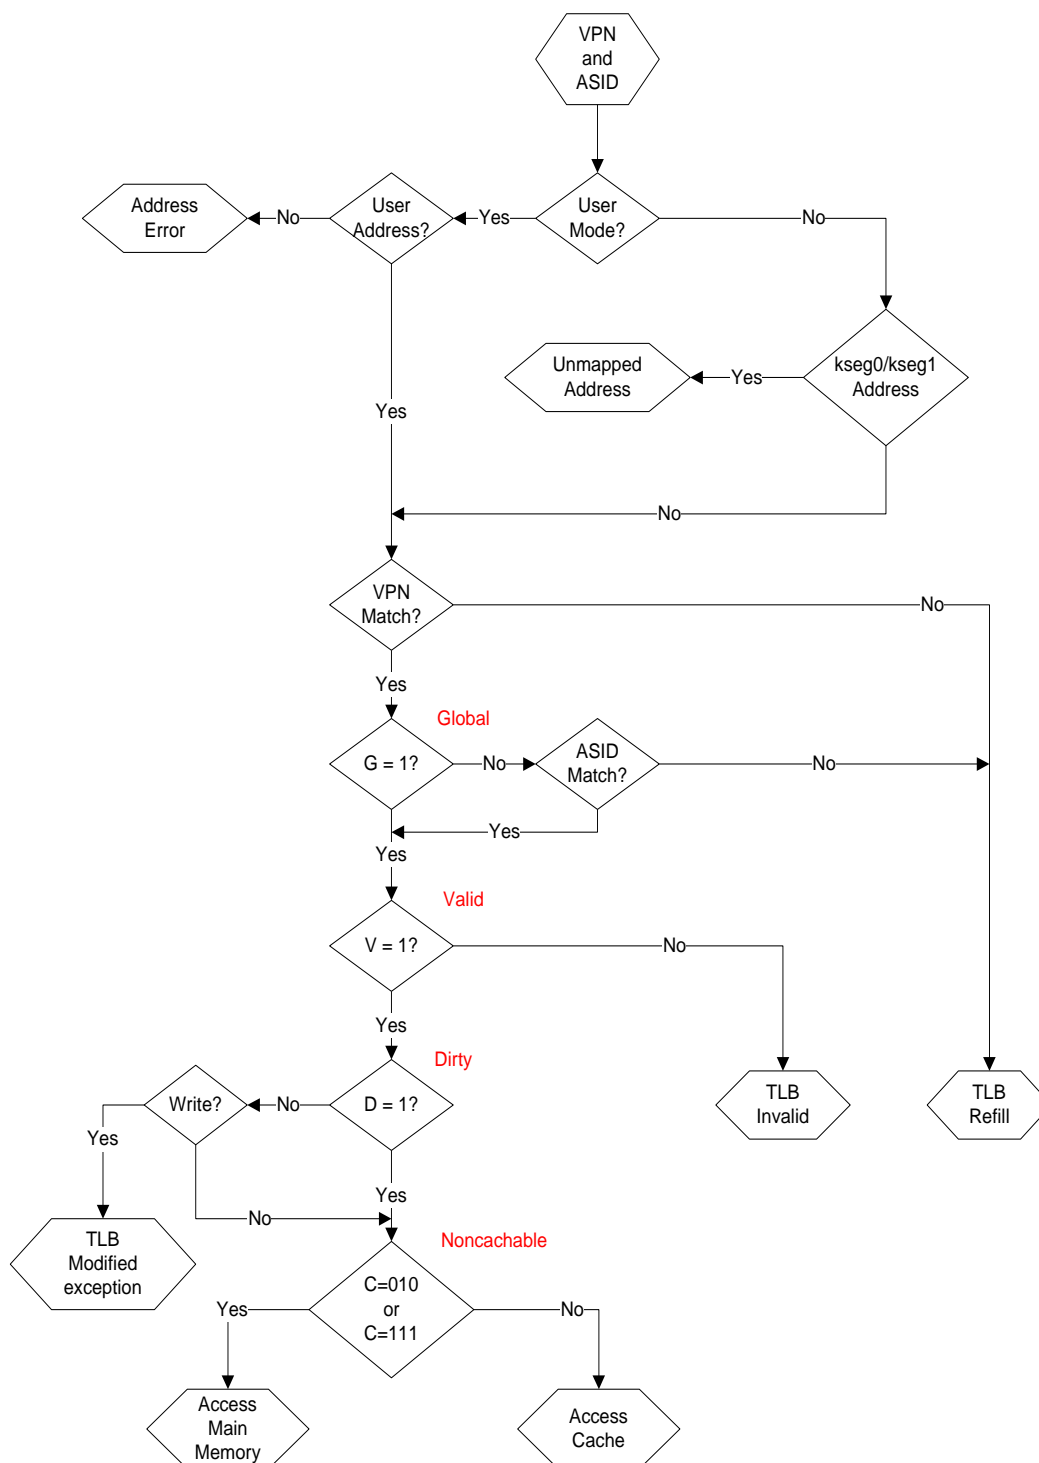 VPN
and
ASID
Address
Error
No
User
Address?
Yes
User
Mode?
No
Unmapped
Address
Yes
kseg0/kseg1
Address
Yes
No
VPN
Match?
No
Yes
Global
G = 1?
No
ASID
Match?
No
Yes
Yes
Valid
V = 1?
No
Yes
Dirty
Write?
No
D = 1?
TLB
Invalid
TLB
Refill
Yes
Yes
No
TLB
Modified
exception
Noncachable
Yes
C=010
or
C=111
No
Access
Main
Memory
Access
Cache